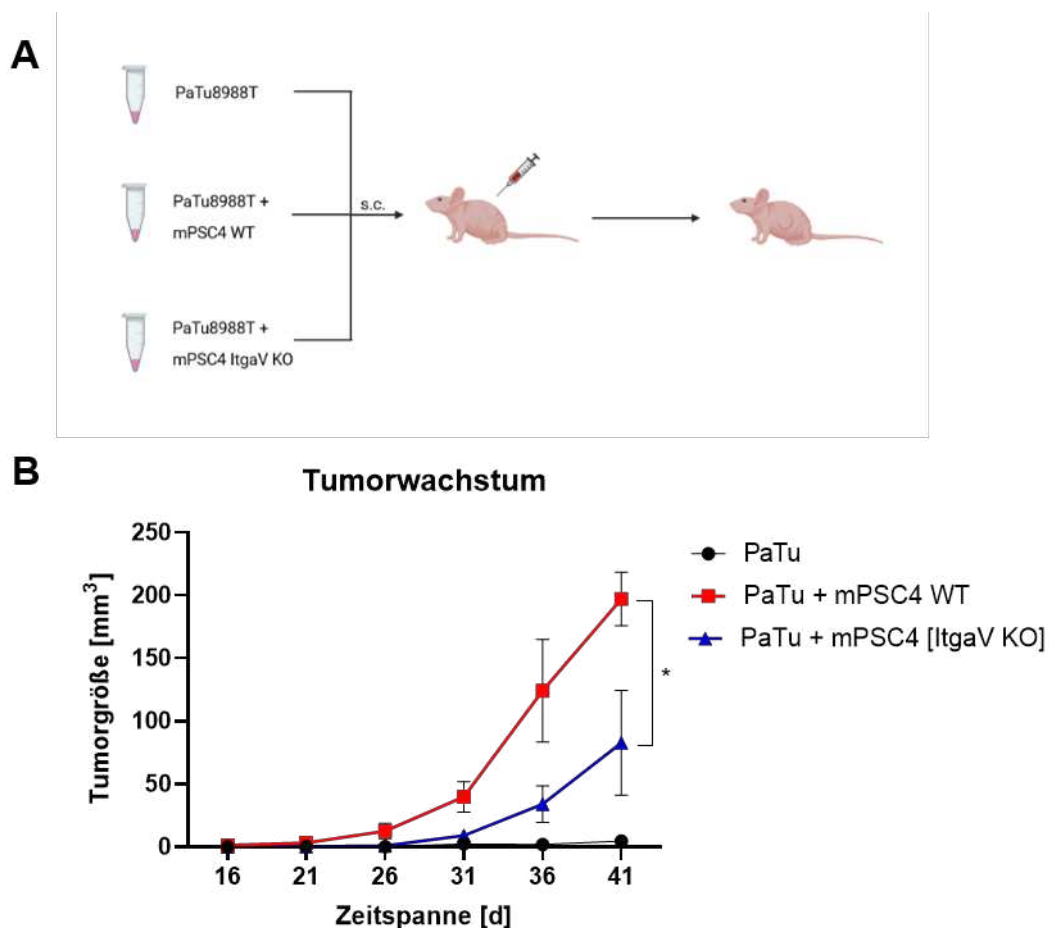 A
PaTu8988T
PaTu8988T +
mPSC4 WT
s.c.
PaTu8988T +
mPSC4 ItgaV KO
B
Tumorwachstum
Tumorgröße [mm³]
250
200
150
100
50
0
16 21 26 31 36 41
Zeitspanne [d]
PaTu
PaTu + mPSC4 WT
PaTu + mPSC4 [ItgaV KO]
*